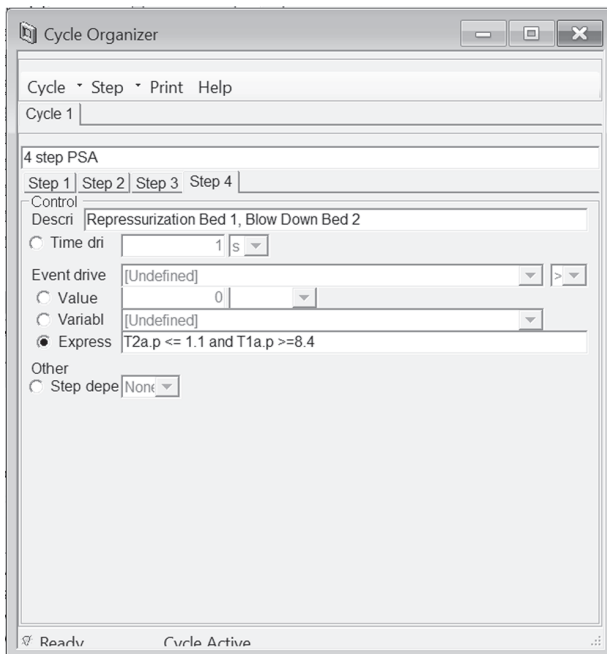 Cycle Organizer
Cycle Step Print Help
Cycle 1
4 step PSA
Step 1 Step 2 Step 3 Step 4
Control
Descri Repressurization Bed 1, Blow Down Bed 2
Time dri 1 s
Event drive [Undefined] >
Value 0
Variabl [Undefined]
Express T2a.p <= 1.1 and T1a.p >=8.4
Other
Step depe None
Ready Cycle Active